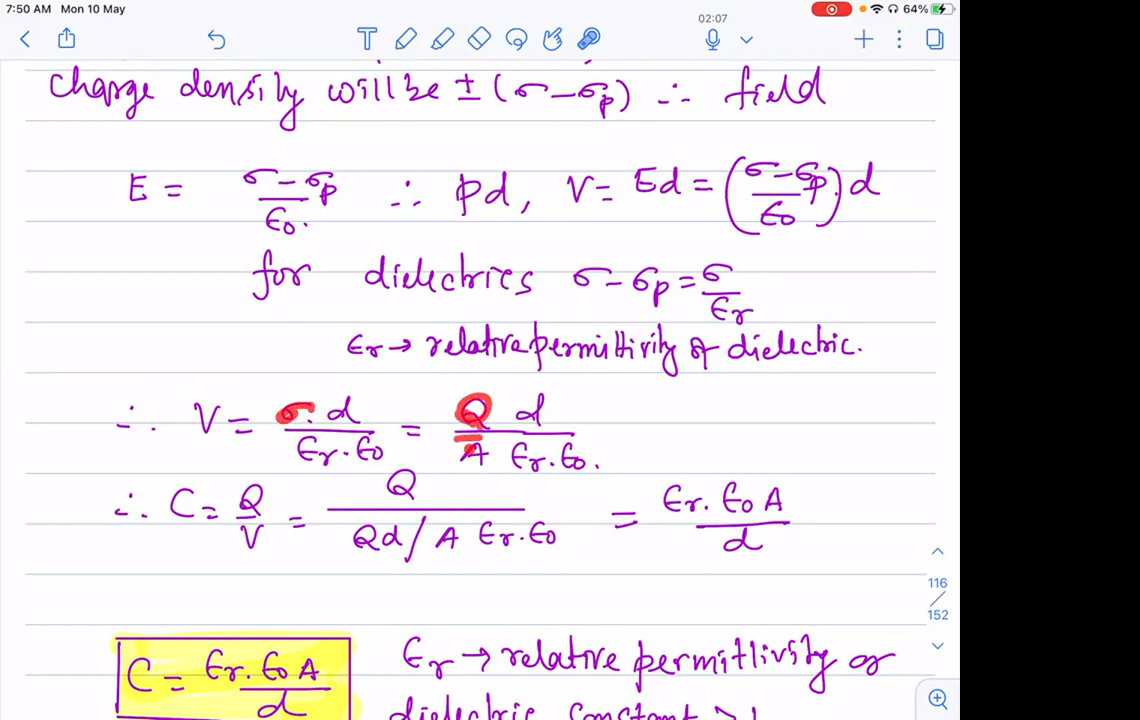 7:50 AM Mon 10 May
64%
02:07
T
charge density will be ± (σ-σp) ∴ field
E = (σ-σp)/ϵ0. ∴ pd, V = Ed = ((σ-σp)/ϵ0) d
for dielectrics σ-σp = σ/ϵr
ϵr → relative permittivity of dielectric.
∴ V = σ.d/(ϵr.ϵ0) = Q d/(A ϵr.ϵ0.)
∴ C = Q/V = Q/(Qd/A ϵr.ϵ0) = ϵr.ϵ0 A/d
116
/
152
C = ϵr.ϵ0 A/d ϵr → relative permittivity or
dielectric constant >1